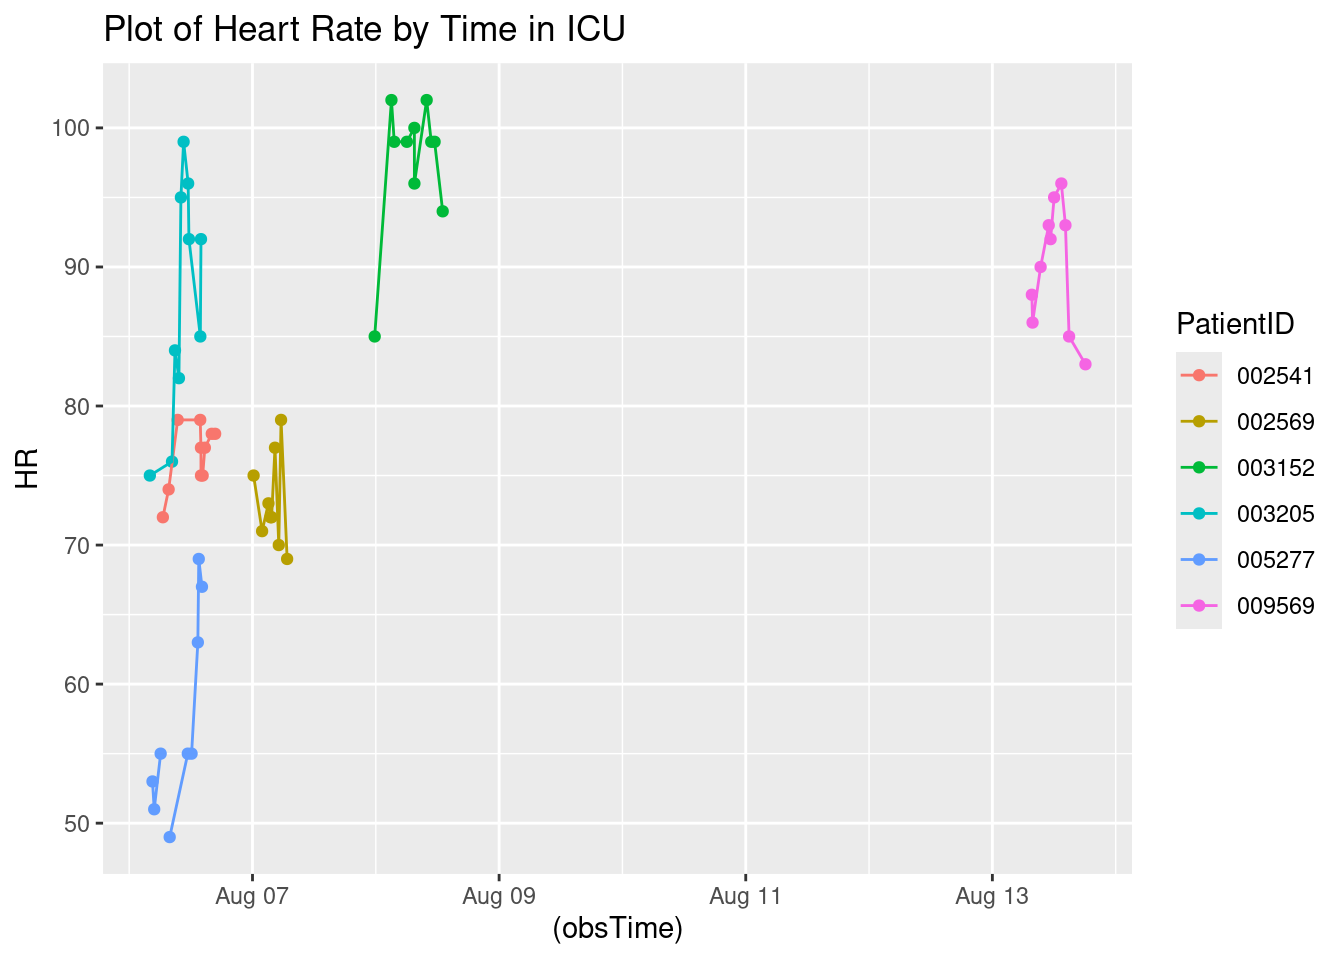 Plot of Heart Rate by Time in ICU
100
90
80
70
60
50
HR
Aug 07
Aug 09
Aug 11
Aug 13
(obsTime)
PatientID
002541
002569
003152
003205
005277
009569